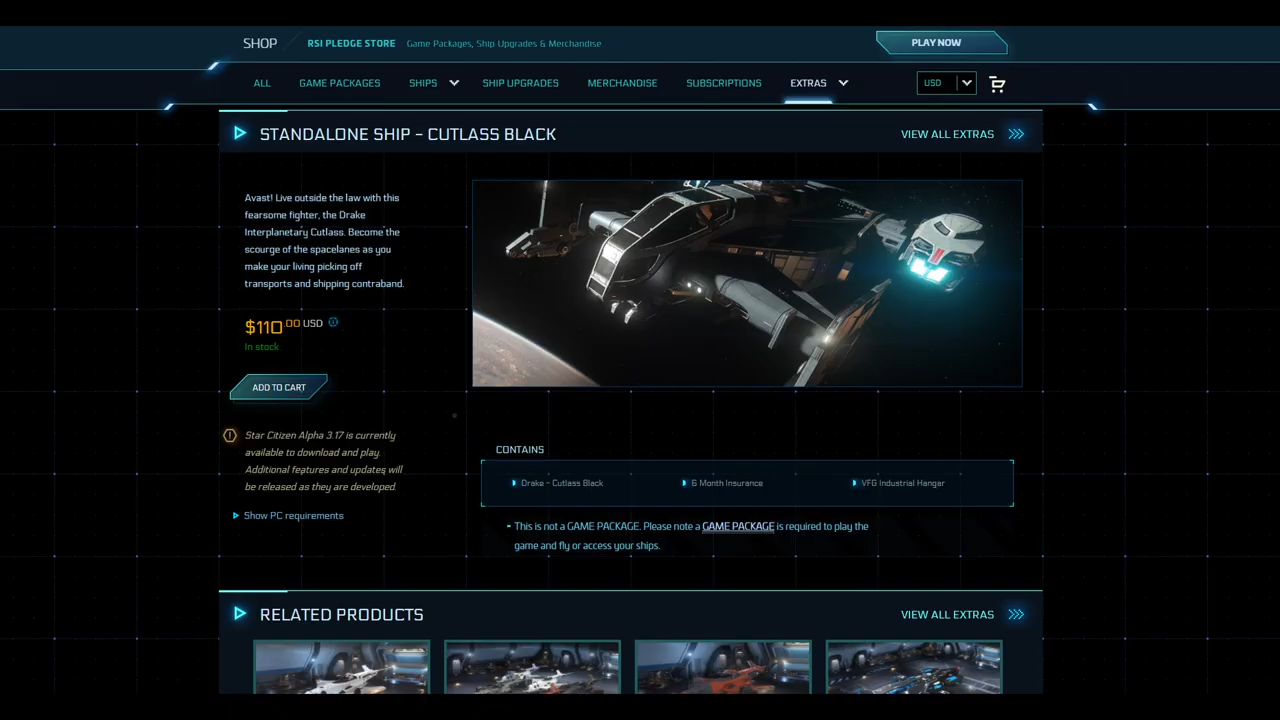 SHOP
RSI PLEDGE STORE
Game Packages, Ship Upgrades & Merchandise
PLAY NOW
ALL
GAME PACKAGES
SHIPS
SHIP UPGRADES
MERCHANDISE
SUBSCRIPTIONS
EXTRAS
USD
STANDALONE SHIP - CUTLASS BLACK
VIEW ALL EXTRAS
Avast! Live outside the law with this
fearsome fighter, the Drake
Interplanetary Cutlass. Become the
scourge of the spacelanes as you
make your living picking off
transports and shipping contraband.
$110.00 USD
In stock
ADD TO CART
Star Citizen Alpha 3.17 is currently
available to download and play.
Additional features and updates will
be released as they are developed.
Show PC requirements
CONTAINS
Drake - Cutlass Black
6 Month Insurance
VFG Industrial Hangar
- This is not a GAME PACKAGE. Please note a GAME PACKAGE is required to play the
game and fly or access your ships.
RELATED PRODUCTS
VIEW ALL EXTRAS